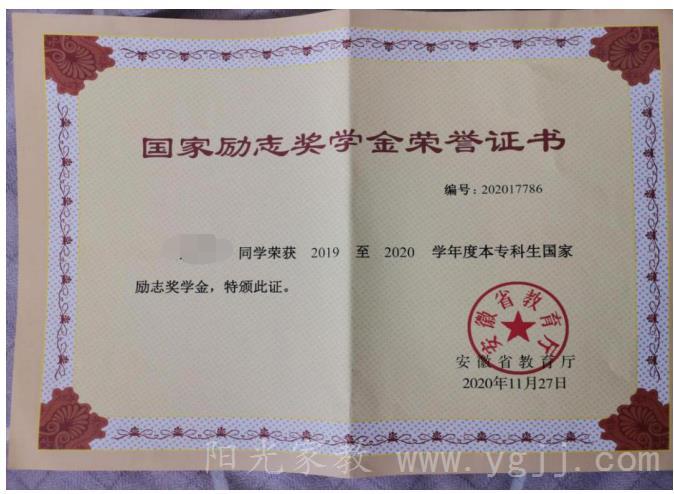 国家励志奖学金荣誉证书
编号:202017786
同学荣获 2019 至 2020 学年度本专科生国家
励志奖学金，特颁此证。
安徽省教育厅
安徽省教育厅
2020年11月27日
阳光家教 www.ygjj.com